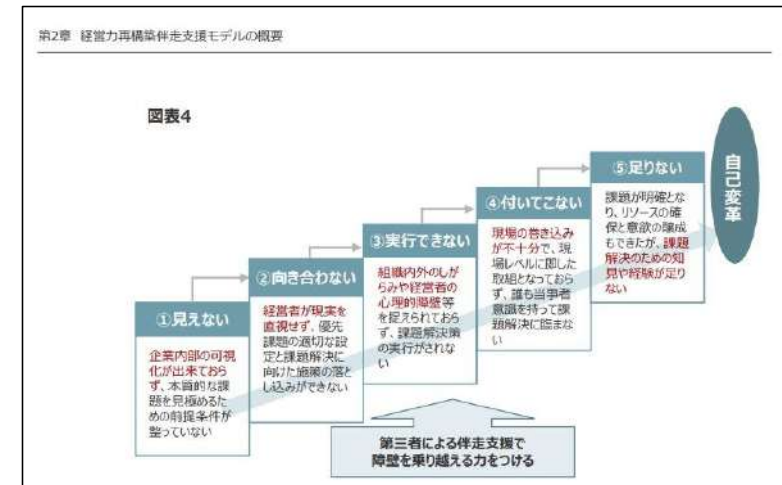 第2章 経営力再構築伴走支援モデルの概要
図表4
①見えない
企業内部の可視
化が出来ておら
ず、本質的な課
題を見極めるた
めの前提条件が
整っていない
②向き合わない
経営者が現実を
直視せず、優先
課題の適切な設
定と課題解決に
向けた施策の落と
し込みができない
③実行できない
組織内外のしが
らみや経営者の
心理的障壁等
を捉えられておら
ず、課題解決策
の実行がされな
い
④付いてこない
現場の巻き込み
が不十分で、現
場レベルに即した
取組となっておら
ず、誰も当事者
意識を持って課
題解決に臨まな
い
⑤足りない
課題が明確とな
り、リソースの確
保と意欲の醸成
もできたが、課題
解決のための知
見や経験が足り
ない
自己変革
第三者による伴走支援で
障壁を乗り越える力をつける